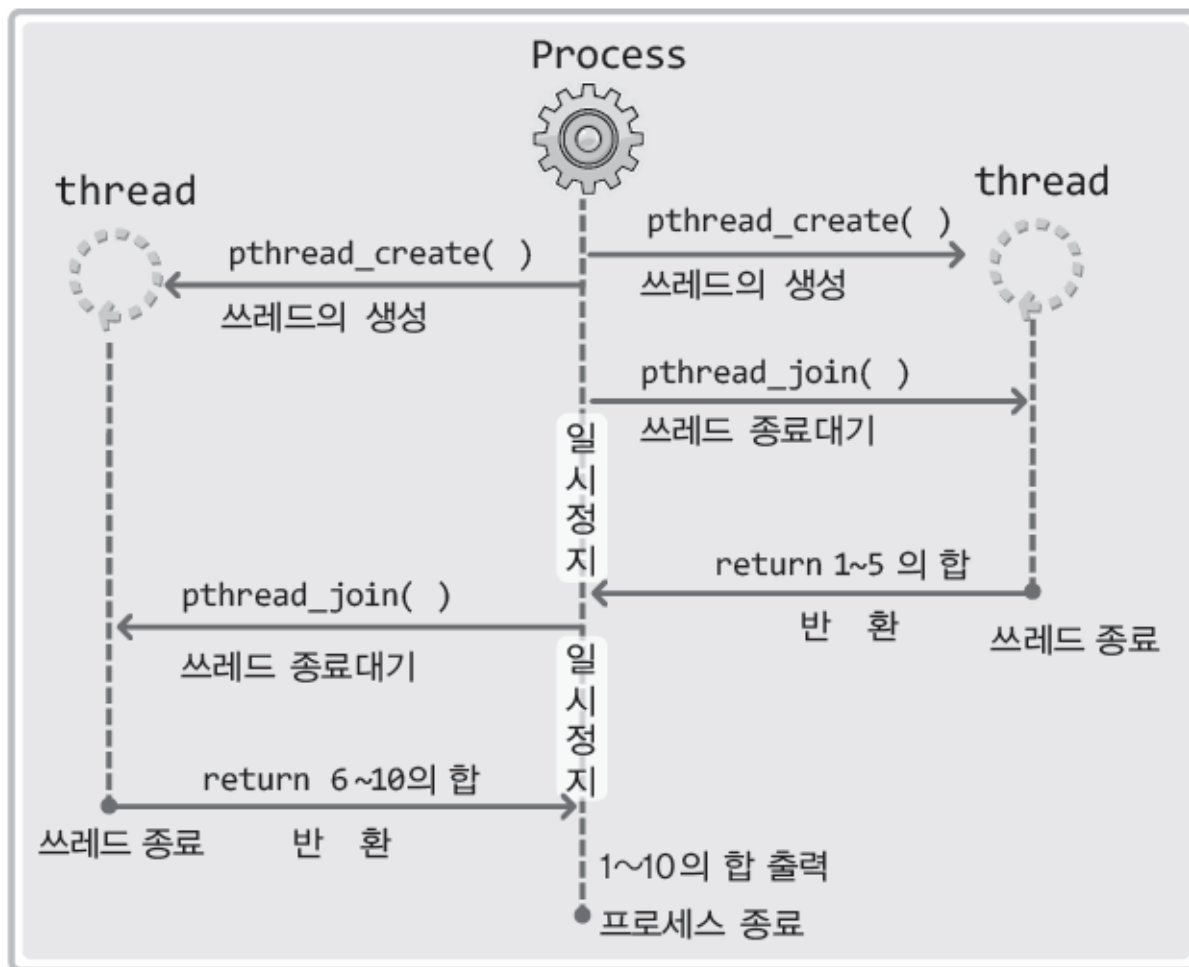 Process
thread
thread
pthread_create( )
쓰레드의 생성
pthread_create( )
쓰레드의 생성
pthread_join( )
쓰레드 종료대기
일시정지
return 1~5 의 합
반 환
쓰레드 종료
pthread_join( )
쓰레드 종료대기
일시정지
return 6~10의 합
반 환
쓰레드 종료
1~10의 합 출력
프로세스 종료